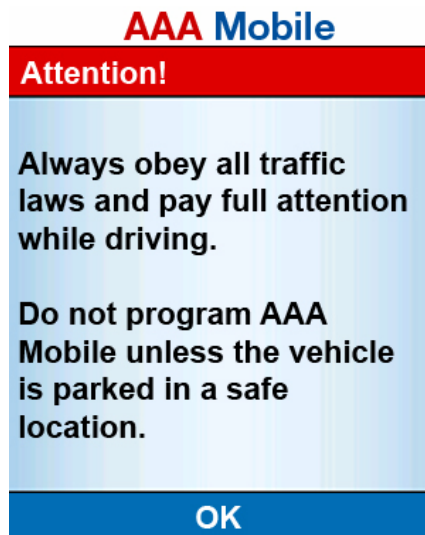 AAA Mobile
Attention!
Always obey all traffic
laws and pay full attention
while driving.
Do not program AAA
Mobile unless the vehicle
is parked in a safe
location.
OK